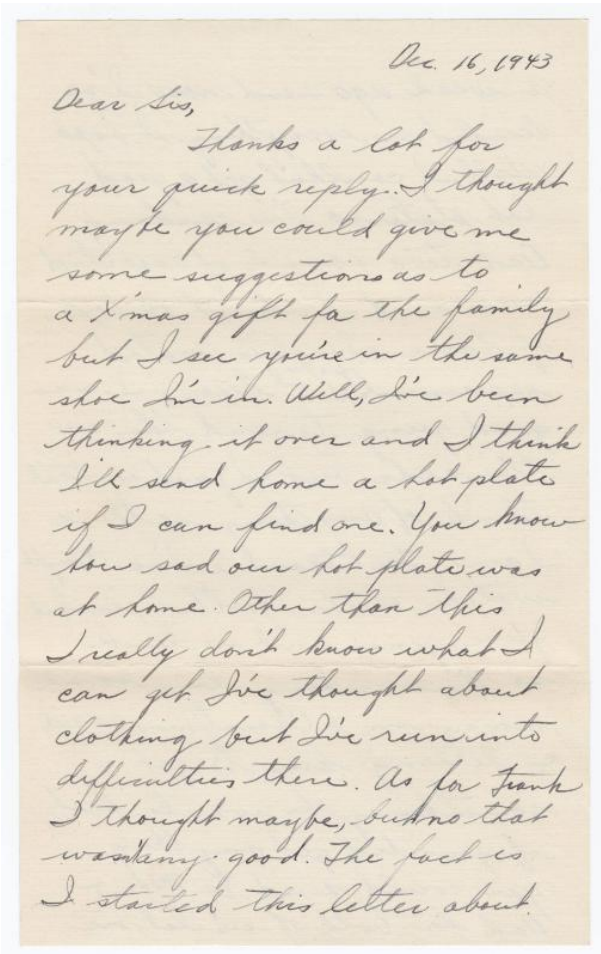 Dec. 16, 1943
Dear Sis,
Thanks a lot for
your quick reply. I thought
maybe you could give me
some suggestions as to
a X'mas gift fo the family
but I see you're in the same
shoe I'm in. Well, I've been
thinking it over and I think
I'll send home a hot plate
if I can find one. You know
how sad our hot plate was
at home. Other than this
I really don't know what I
can get. I've thought about
clothing but I've run into
difficulties there. As for Frank
I thought maybe, but no that
wasn't any good. The fact is
I started this letter about